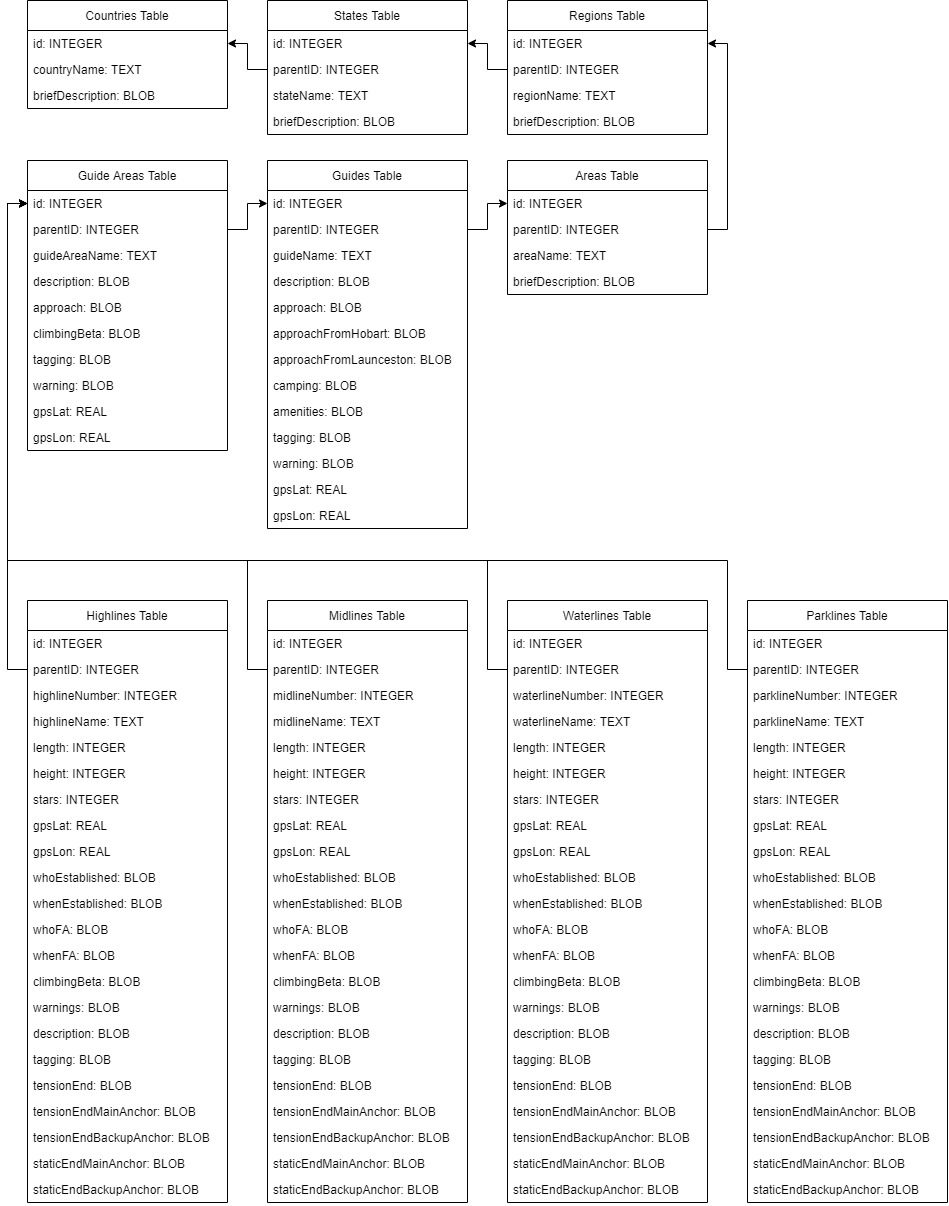 Countries Table
id: INTEGER
countryName: TEXT
briefDescription: BLOB
States Table
id: INTEGER
parentID: INTEGER
stateName: TEXT
briefDescription: BLOB
Regions Table
id: INTEGER
parentID: INTEGER
regionName: TEXT
briefDescription: BLOB
Guide Areas Table
id: INTEGER
parentID: INTEGER
guideAreaName: TEXT
description: BLOB
approach: BLOB
climbingBeta: BLOB
tagging: BLOB
warning: BLOB
gpsLat: REAL
gpsLon: REAL
Guides Table
id: INTEGER
parentID: INTEGER
guideName: TEXT
description: BLOB
approach: BLOB
approachFromHobart: BLOB
approachFromLaunceston: BLOB
camping: BLOB
amenities: BLOB
tagging: BLOB
warning: BLOB
gpsLat: REAL
gpsLon: REAL
Areas Table
id: INTEGER
parentID: INTEGER
areaName: TEXT
briefDescription: BLOB
Highlines Table
id: INTEGER
parentID: INTEGER
highlineNumber: INTEGER
highlineName: TEXT
length: INTEGER
height: INTEGER
stars: INTEGER
gpsLat: REAL
gpsLon: REAL
whoEstablished: BLOB
whenEstablished: BLOB
whoFA: BLOB
whenFA: BLOB
climbingBeta: BLOB
warnings: BLOB
description: BLOB
tagging: BLOB
tensionEnd: BLOB
tensionEndMainAnchor: BLOB
tensionEndBackupAnchor: BLOB
staticEndMainAnchor: BLOB
staticEndBackupAnchor: BLOB
Midlines Table
id: INTEGER
parentID: INTEGER
midlineNumber: INTEGER
midlineName: TEXT
length: INTEGER
height: INTEGER
stars: INTEGER
gpsLat: REAL
gpsLon: REAL
whoEstablished: BLOB
whenEstablished: BLOB
whoFA: BLOB
whenFA: BLOB
climbingBeta: BLOB
warnings: BLOB
description: BLOB
tagging: BLOB
tensionEnd: BLOB
tensionEndMainAnchor: BLOB
tensionEndBackupAnchor: BLOB
staticEndMainAnchor: BLOB
staticEndBackupAnchor: BLOB
Waterlines Table
id: INTEGER
parentID: INTEGER
waterlineNumber: INTEGER
waterlineName: TEXT
length: INTEGER
height: INTEGER
stars: INTEGER
gpsLat: REAL
gpsLon: REAL
whoEstablished: BLOB
whenEstablished: BLOB
whoFA: BLOB
whenFA: BLOB
climbingBeta: BLOB
warnings: BLOB
description: BLOB
tagging: BLOB
tensionEnd: BLOB
tensionEndMainAnchor: BLOB
tensionEndBackupAnchor: BLOB
staticEndMainAnchor: BLOB
staticEndBackupAnchor: BLOB
Parklines Table
id: INTEGER
parentID: INTEGER
parklineNumber: INTEGER
parklineName: TEXT
length: INTEGER
height: INTEGER
stars: INTEGER
gpsLat: REAL
gpsLon: REAL
whoEstablished: BLOB
whenEstablished: BLOB
whoFA: BLOB
whenFA: BLOB
climbingBeta: BLOB
warnings: BLOB
description: BLOB
tagging: BLOB
tensionEnd: BLOB
tensionEndMainAnchor: BLOB
tensionEndBackupAnchor: BLOB
staticEndMainAnchor: BLOB
staticEndBackupAnchor: BLOB